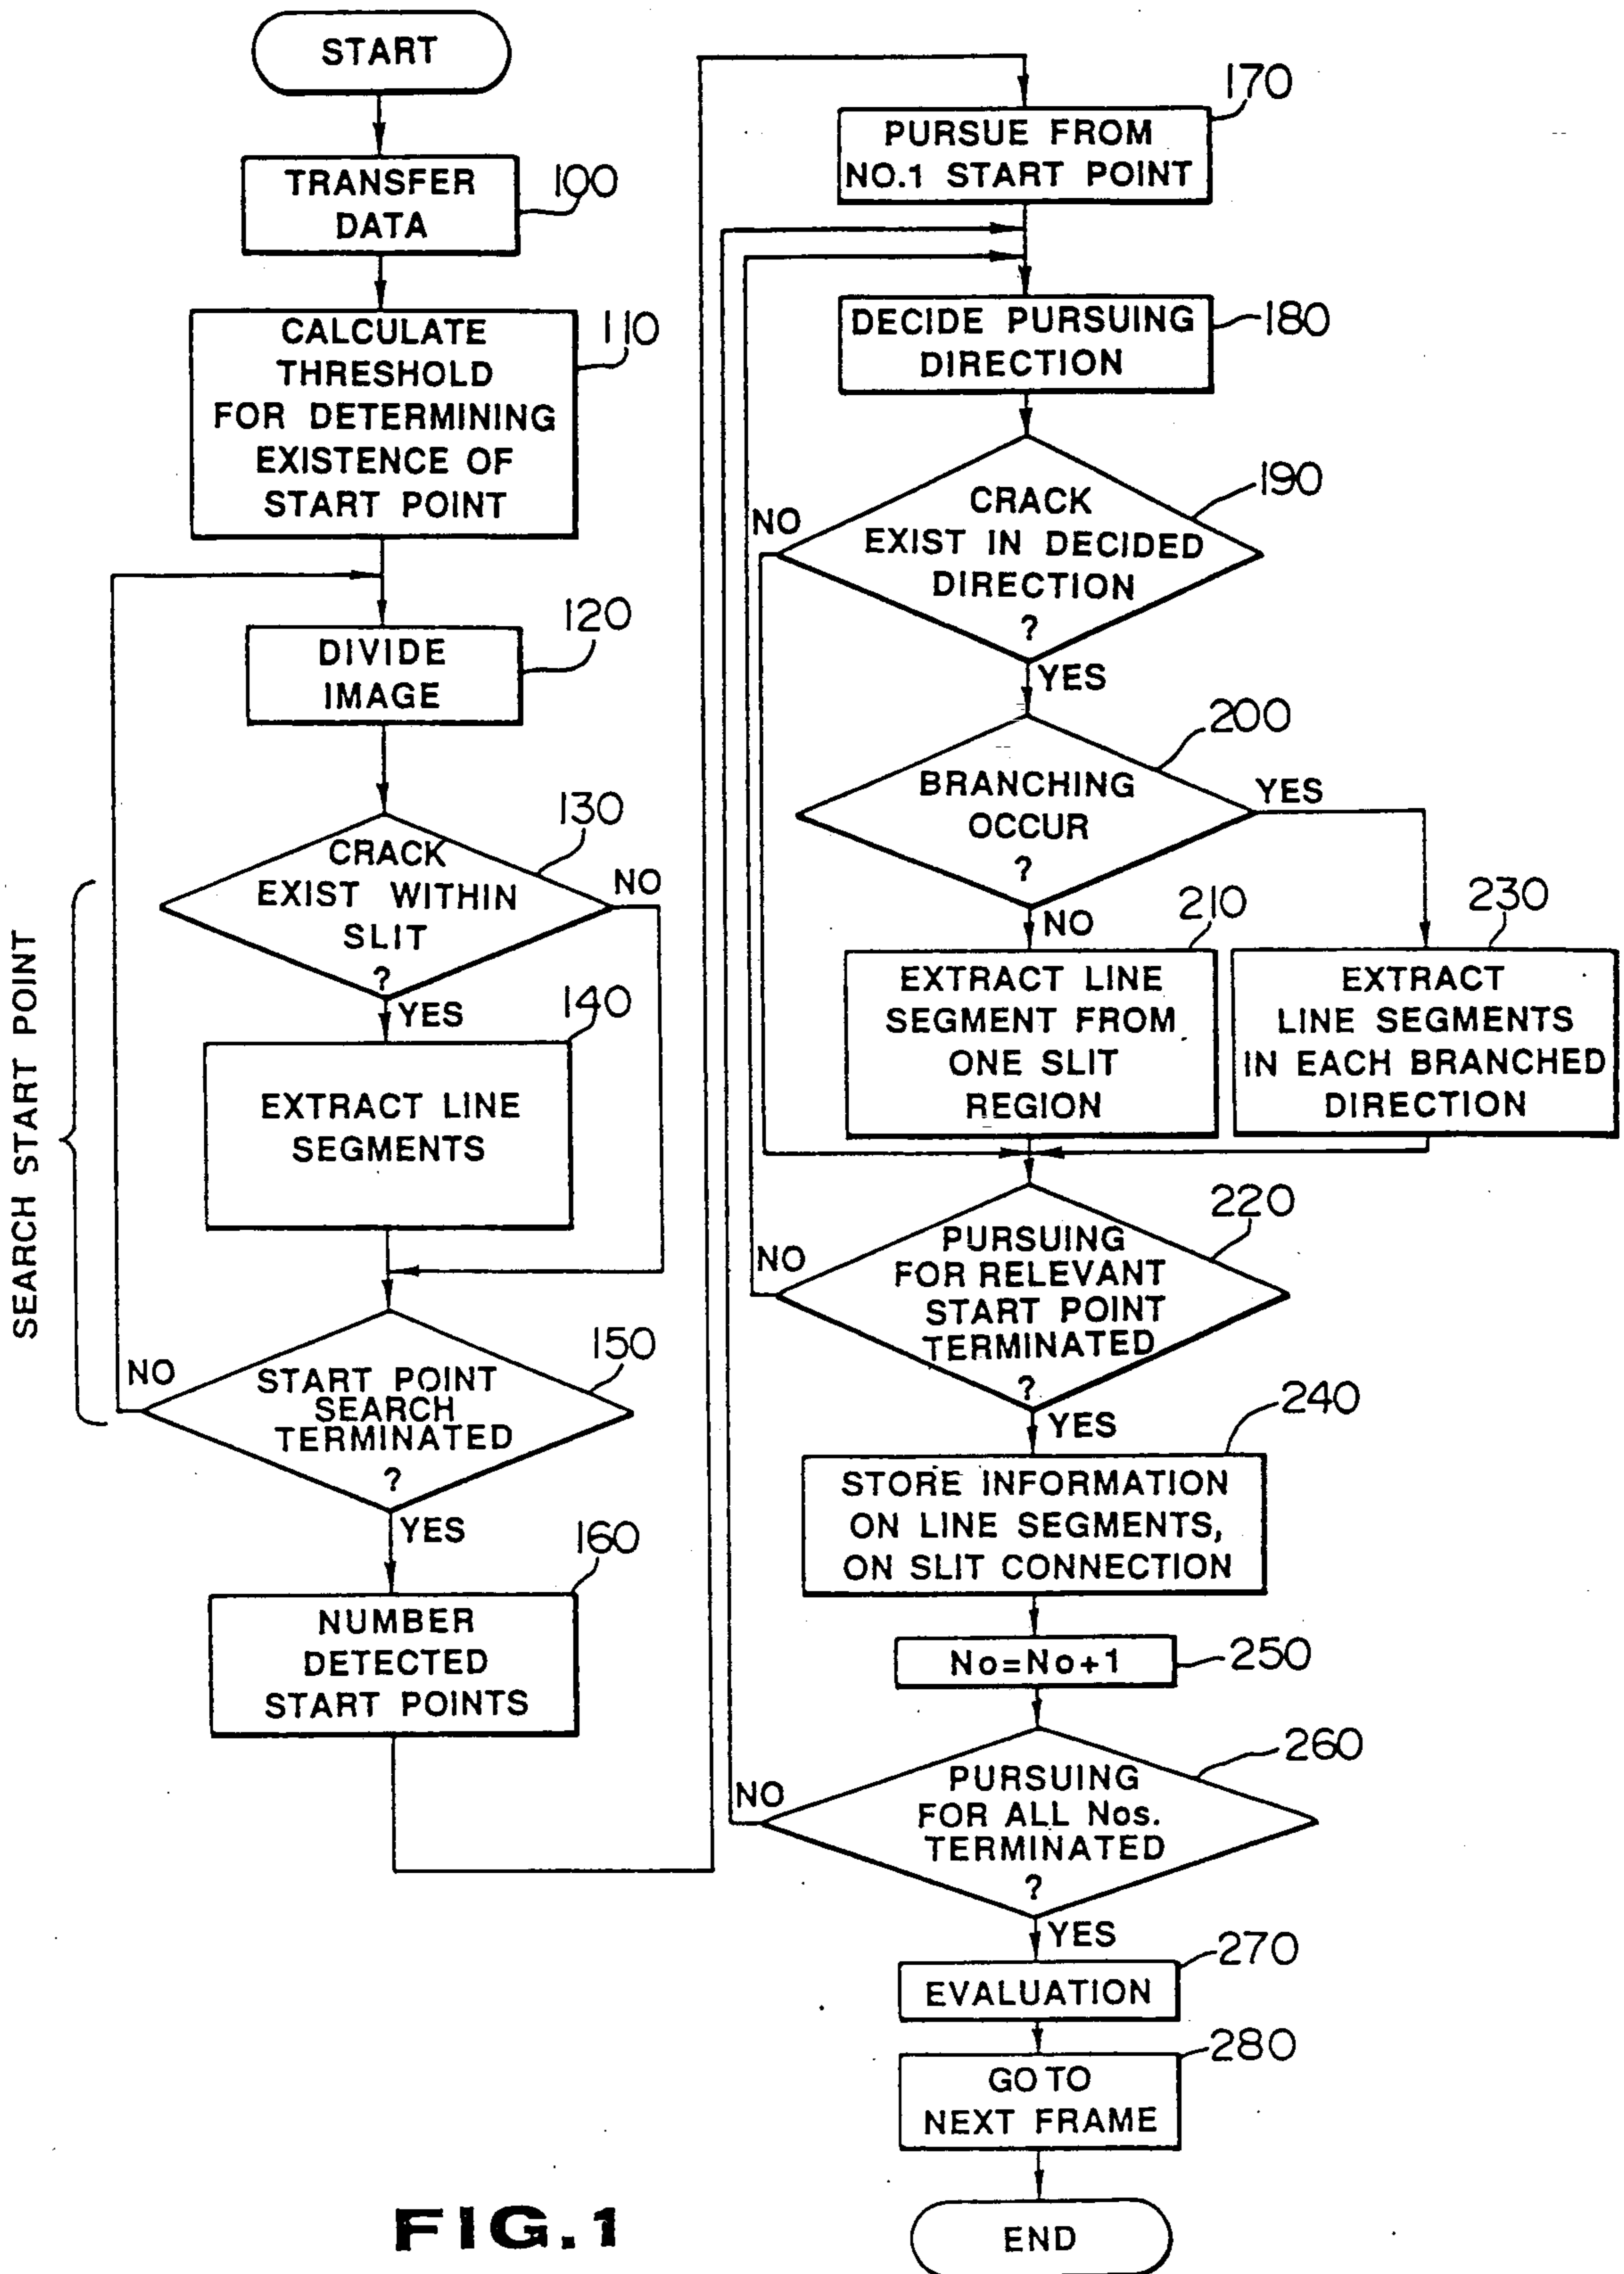 START
TRANSFER
DATA
100
CALCULATE
THRESHOLD
FOR DETERMINING
EXISTENCE OF
START POINT
110
DIVIDE
IMAGE
120
SEARCH START POINT
CRACK
EXIST WITHIN
SLIT
?
130
NO
YES
EXTRACT LINE
SEGMENTS
140
START POINT
SEARCH
TERMINATED
?
150
NO
YES
NUMBER
DETECTED
START POINTS
160
PURSUE FROM
NO.1 START POINT
170
DECIDE PURSUING
DIRECTION
180
CRACK
EXIST IN DECIDED
DIRECTION
?
190
NO
YES
BRANCHING
OCCUR
?
200
YES
NO
EXTRACT LINE
SEGMENT FROM
ONE SLIT
REGION
210
EXTRACT
LINE SEGMENTS
IN EACH BRANCHED
DIRECTION
230
PURSUING
FOR RELEVANT
START POINT
TERMINATED
?
220
NO
YES
STORE INFORMATION
ON LINE SEGMENTS,
ON SLIT CONNECTION
240
No=No+1
250
PURSUING
FOR ALL Nos.
TERMINATED
?
260
NO
YES
EVALUATION
270
GO TO
NEXT FRAME
280
END
FIG.1